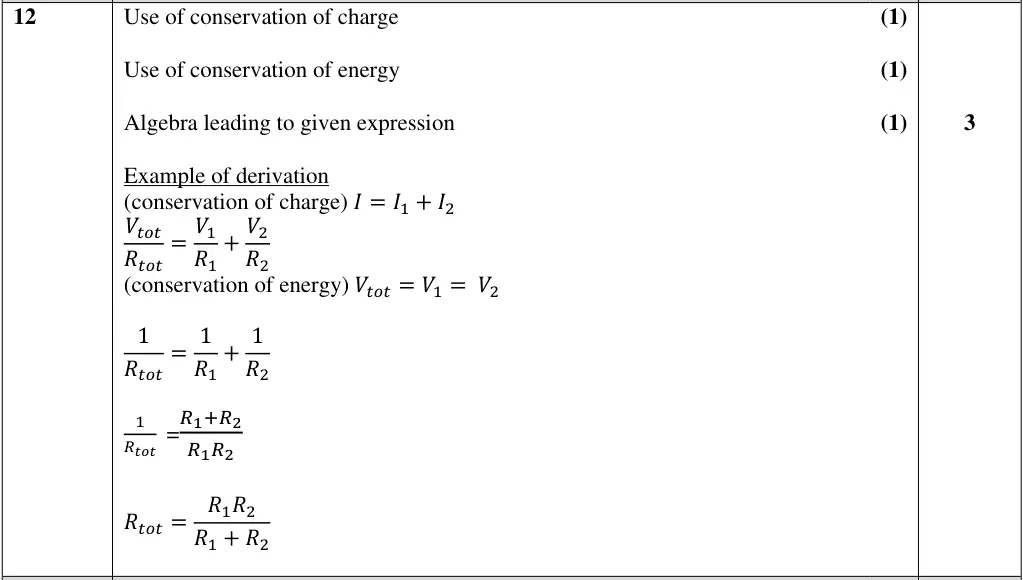 12 Use of conservation of charge (1)
Use of conservation of energy (1)
Algebra leading to given expression (1) 3
Example of derivation
(conservation of charge) 𝐼 = 𝐼₁ + 𝐼₂
V_tot/R_tot = V₁/R₁ + V₂/R₂
(conservation of energy) V_tot = V₁ = V₂
1/R_tot = 1/R₁ + 1/R₂
1/R_tot = (R₁+R₂)/(R₁R₂)
R_tot = (R₁R₂)/(R₁ + R₂)